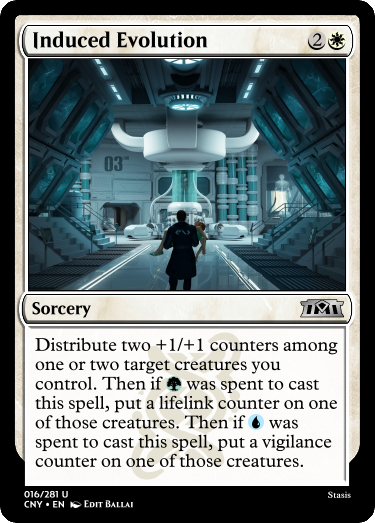 Induced Evolution 2
03
Sorcery
Distribute two +1/+1 counters among
one or two target creatures you
control. Then if was spent to cast
this spell, put a lifelink counter on one
of those creatures. Then if was
spent to cast this spell, put a vigilance
counter on one of those creatures.
016/281 U
Stasis
CNY • EN Edit Ballai